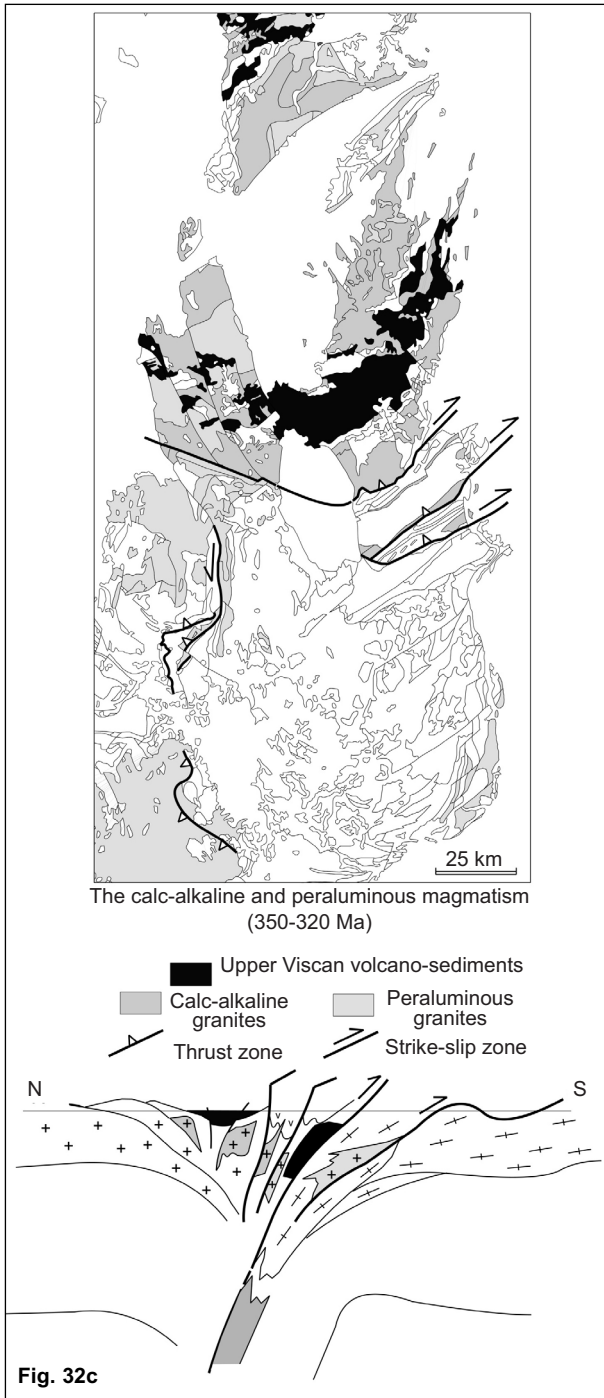 25 km
The calc-alkaline and peraluminous magmatism
(350-320 Ma)
Upper Viscan volcano-sediments
Calc-alkaline granites
Peraluminous granites
Thrust zone
Strike-slip zone
N
S
v v
v
Fig. 32c